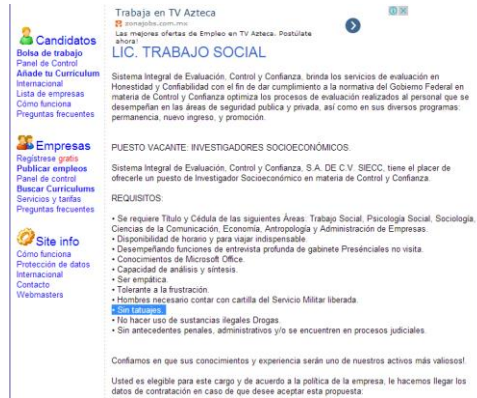 Trabaja en TV Azteca
zonajobs.com.mx
Las mejores ofertas de Empleo en TV Azteca. Postúlate
ahora!
Candidatos
Bolsa de trabajo
Panel de Control
Añade tu Currículum
Internacional
Lista de empresas
Cómo funciona
Preguntas frecuentes
Empresas
Regístrese gratis
Publicar empleos
Panel de control
Buscar Currículums
Servicios y tarifas
Preguntas frecuentes
Site info
Cómo funciona
Protección de datos
Internacional
Contacto
Webmasters
LIC. TRABAJO SOCIAL
Sistema Integral de Evaluación, Control y Confianza, brinda los servicios de evaluación en
Honestidad y Confiabilidad con el fin de dar cumplimiento a la normativa del Gobierno Federal en
materia de Control y Confianza optimiza los procesos de evaluación realizados al personal que se
desempeñan en las áreas de seguridad publica y privada, así como en sus diversos programas:
permanencia, nuevo ingreso, y promoción.
PUESTO VACANTE: INVESTIGADORES SOCIOECONÓMICOS.
Sistema Integral de Evaluación, Control y Confianza, S.A. DE C.V. SIECC, tiene el placer de
ofrecerle un puesto de Investigador Socioeconómico en materia de Control y Confianza.
REQUISITOS:
• Se requiere Título y Cédula de las siguientes Áreas: Trabajo Social, Psicología Social, Sociología,
Ciencias de la Comunicación, Economía, Antropología y Administración de Empresas.
• Disponibilidad de horario y para viajar indispensable.
• Desempeñando funciones de entrevista profunda de gabinete Presénciales no visita.
• Conocimientos de Microsoft Office.
• Capacidad de análisis y síntesis.
• Ser empática.
• Tolerante a la frustración.
• Hombres necesario contar con cartilla del Servicio Militar liberada.
• Sin tatuajes.
• No hacer uso de sustancias ilegales Drogas.
• Sin antecedentes penales, administrativos y/o se encuentren en procesos judiciales.
Confiamos en que sus conocimientos y experiencia serán uno de nuestros activos más valiosos!.
Usted es elegible para este cargo y de acuerdo a la política de la empresa, le hacemos llegar los
datos de contratación en caso de que desee aceptar esta propuesta: